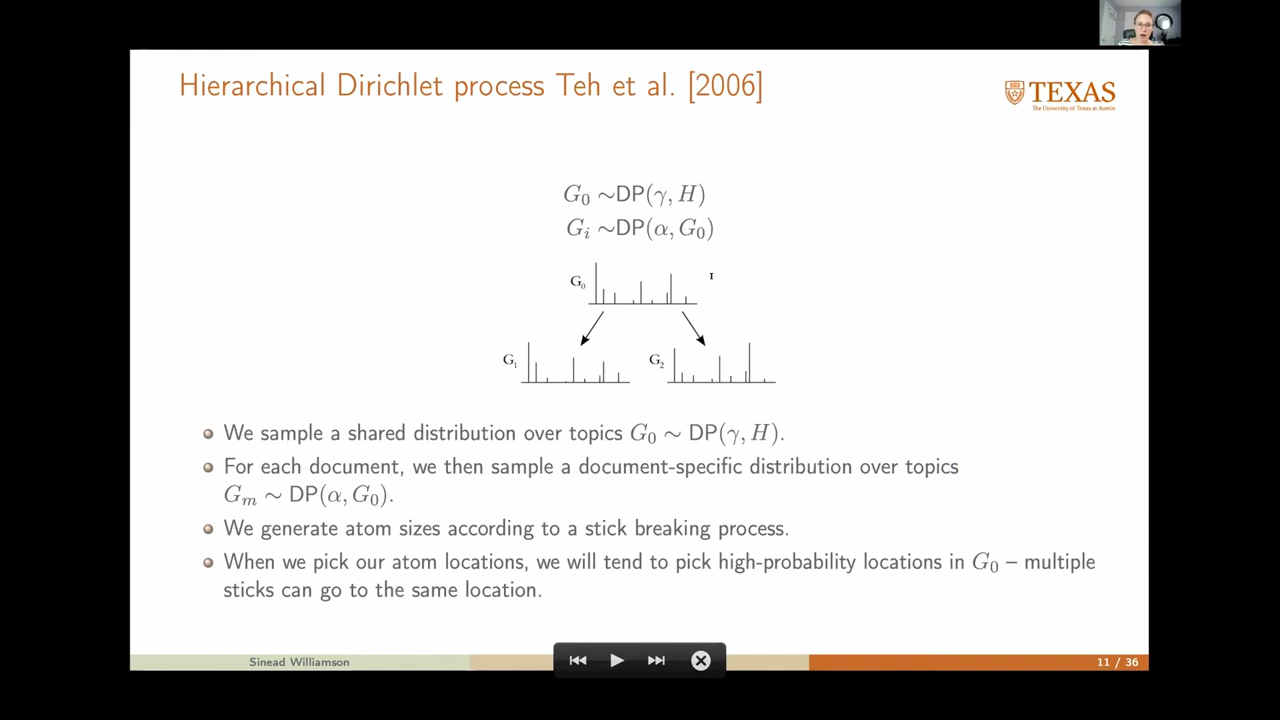 Hierarchical Dirichlet process Teh et al. [2006]
TEXAS
The University of Texas at Austin
G₀ ∼DP(γ, H)
Gᵢ ∼DP(α, G₀)
G₀
G₁
G₂
We sample a shared distribution over topics G₀ ∼ DP(γ, H).
For each document, we then sample a document-specific distribution over topics
Gₘ ∼ DP(α, G₀).
We generate atom sizes according to a stick breaking process.
When we pick our atom locations, we will tend to pick high-probability locations in G₀ – multiple
sticks can go to the same location.
Sinead Williamson
11 / 36